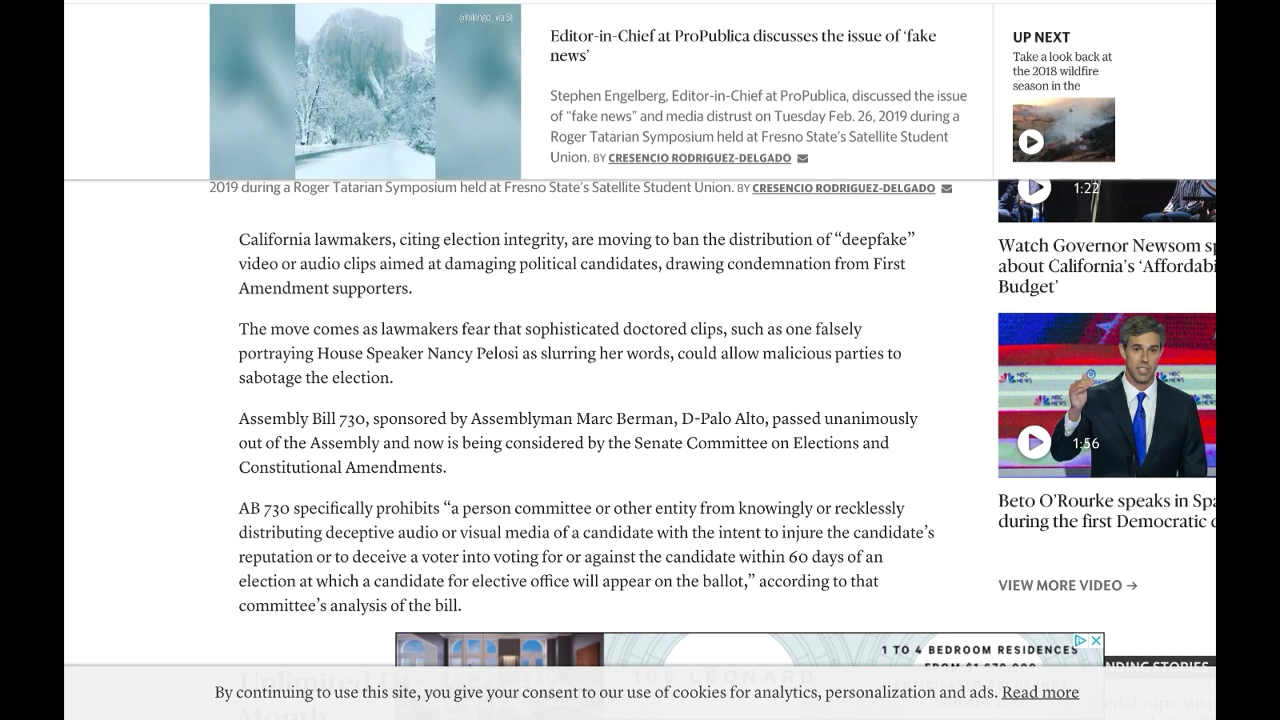 @hikingo_via St
Editor-in-Chief at ProPublica discusses the issue of ‘fake
news’
Stephen Engelberg, Editor-in-Chief at ProPublica, discussed the issue
of “fake news” and media distrust on Tuesday Feb. 26, 2019 during a
Roger Tatarian Symposium held at Fresno State’s Satellite Student
Union. BY CRESENCIO RODRIGUEZ-DELGADO
UP NEXT
Take a look back at
the 2018 wildfire
season in the
2019 during a Roger Tatarian Symposium held at Fresno State’s Satellite Student Union. BY CRESENCIO RODRIGUEZ-DELGADO
California lawmakers, citing election integrity, are moving to ban the distribution of “deepfake”
video or audio clips aimed at damaging political candidates, drawing condemnation from First
Amendment supporters.
The move comes as lawmakers fear that sophisticated doctored clips, such as one falsely
portraying House Speaker Nancy Pelosi as slurring her words, could allow malicious parties to
sabotage the election.
Assembly Bill 730, sponsored by Assemblyman Marc Berman, D-Palo Alto, passed unanimously
out of the Assembly and now is being considered by the Senate Committee on Elections and
Constitutional Amendments.
AB 730 specifically prohibits “a person committee or other entity from knowingly or recklessly
distributing deceptive audio or visual media of a candidate with the intent to injure the candidate’s
reputation or to deceive a voter into voting for or against the candidate within 60 days of an
election at which a candidate for elective office will appear on the ballot,” according to that
committee’s analysis of the bill.
1:22
Watch Governor Newsom sp
about California’s ‘Affordabi
Budget’
NBC NEWS
1:56
Beto O’Rourke speaks in Spa
during the first Democratic d
VIEW MORE VIDEO →
1 TO 4 BEDROOM RESIDENCES
LEONARD
NDING STORIES
Unlimited D
Month
By continuing to use this site, you give your consent to our use of cookies for analytics, personalization and ads. Read more